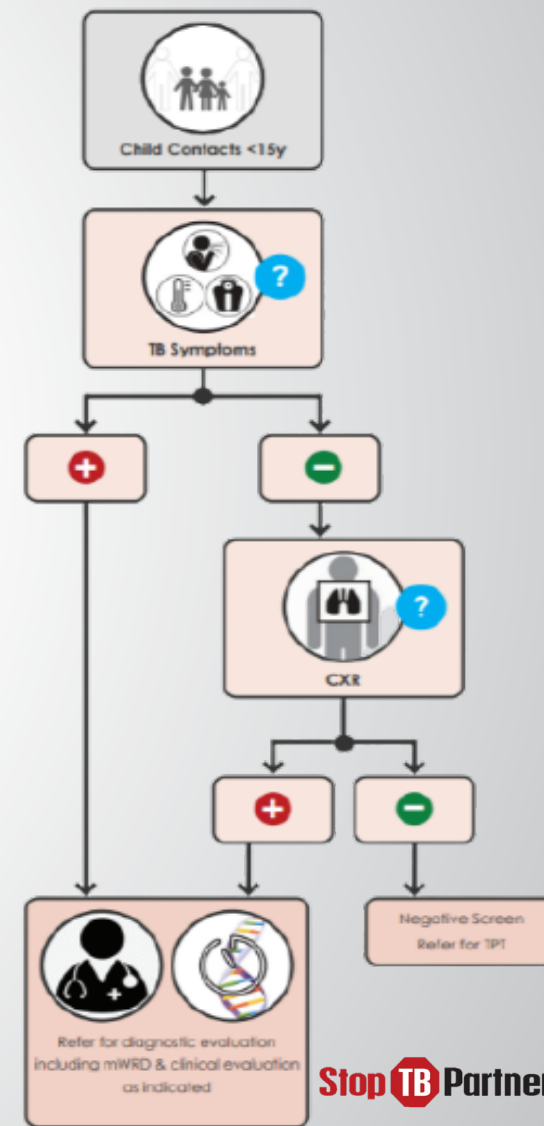 Child Contacts <15y
?
TB Symptoms
+
−
?
CXR
+
−
Negative Screen
Refer for TPT
Refer for diagnostic evaluation
including mWRD & clinical evaluation
as indicated
Stop TB Partner